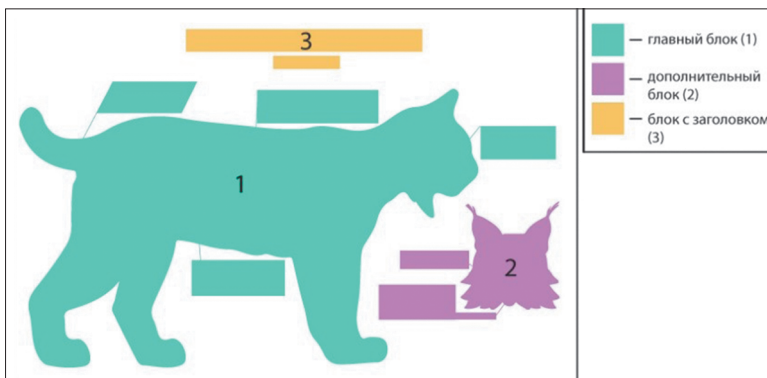 3
1
2
— главный блок (1)
— дополнительный
блок (2)
— блок с заголовком
(3)